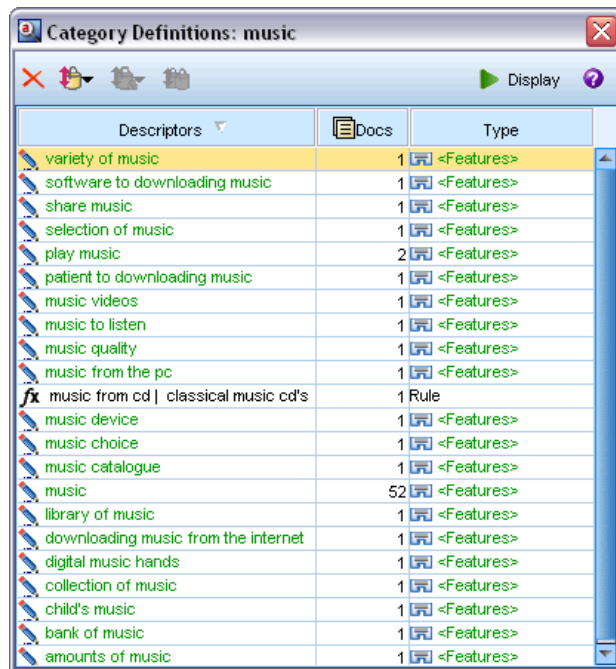 Category Definitions: music
Display
Descriptors Docs Type
variety of music 1 <Features>
software to downloading music 1 <Features>
share music 1 <Features>
selection of music 1 <Features>
play music 2 <Features>
patient to downloading music 1 <Features>
music videos 1 <Features>
music to listen 1 <Features>
music quality 1 <Features>
music from the pc 1 <Features>
fx music from cd | classical music cd's 1 Rule
music device 1 <Features>
music choice 1 <Features>
music catalogue 1 <Features>
music 52 <Features>
library of music 1 <Features>
downloading music from the internet 1 <Features>
digital music hands 1 <Features>
collection of music 1 <Features>
child's music 1 <Features>
bank of music 1 <Features>
amounts of music 1 <Features>